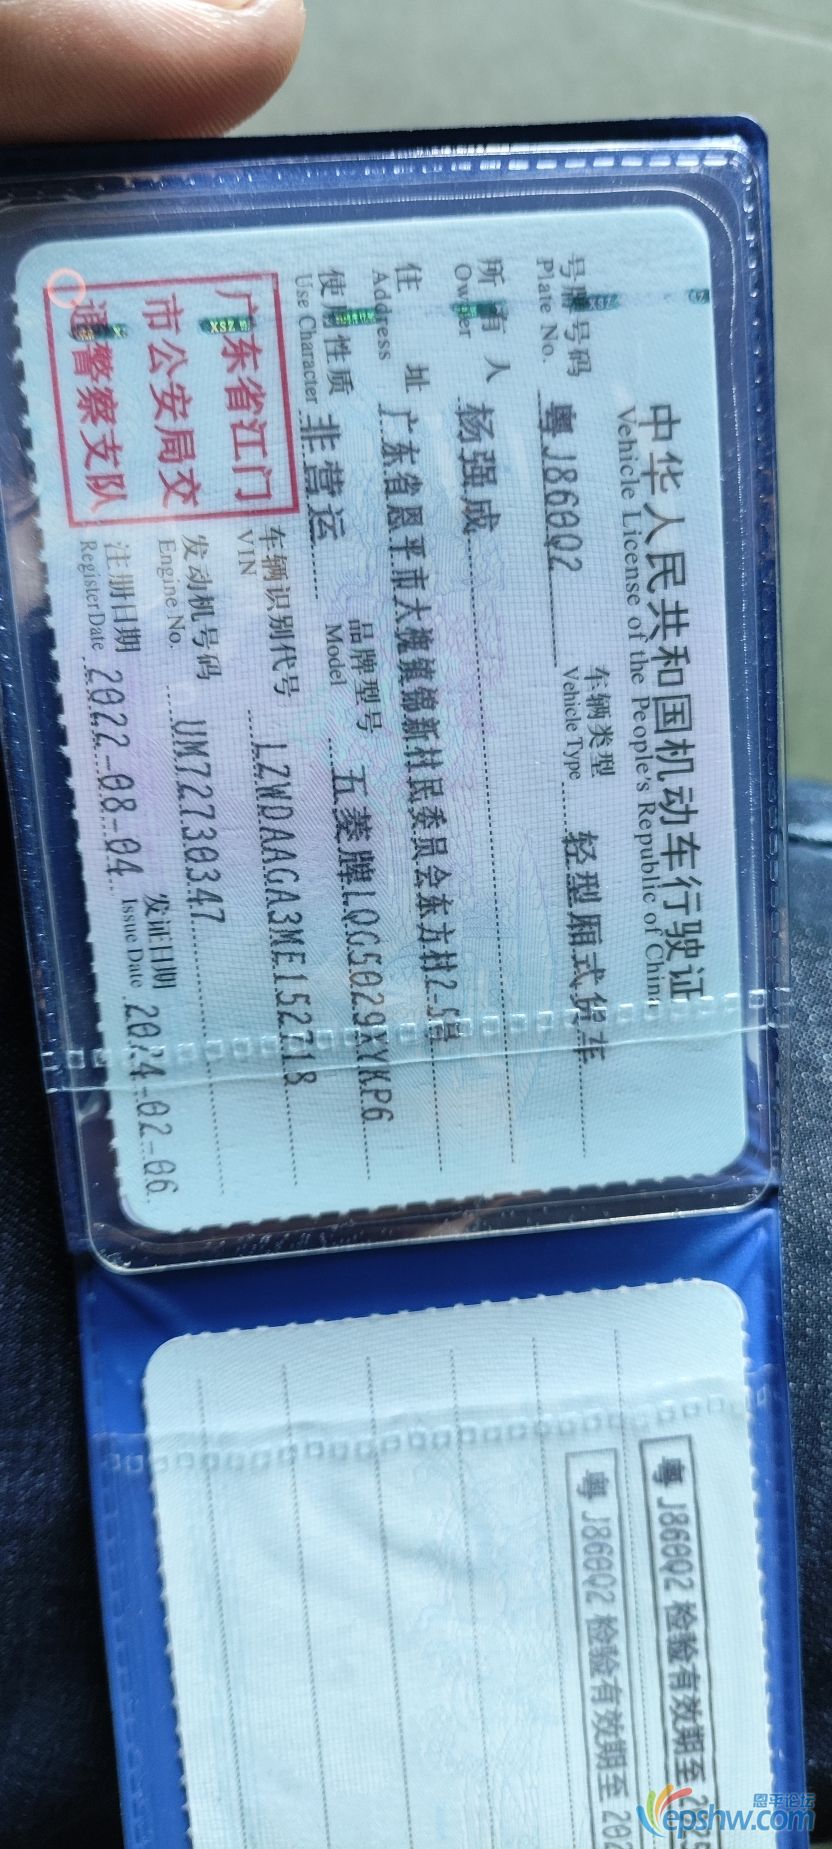 中华人民共和国机动车行驶证
Vehicle License of the People's Republic of China
号牌号码 粤J860Q2 车辆类型 轻型厢式货车
Plate No. Vehicle Type
所有人 杨强成
Owner
住址 广东省恩平市大槐镇锦新村民委员会东方村2-5号
Address
使用性质 非营运 品牌型号 五菱牌LQG5029XYKP6
Use Character Model
广东省江门
市公安局交
通警察支队
车辆识别代号 LZWDAAGA3ME152718
VIN
发动机号码 UM72730347
Engine No.
注册日期 2022-08-04 发证日期 2024-02-06
Register Date Issue Date
粤J860Q2 检验有效期至
粤J860Q2 检验有效期至 202
恩平论坛
epshw.com